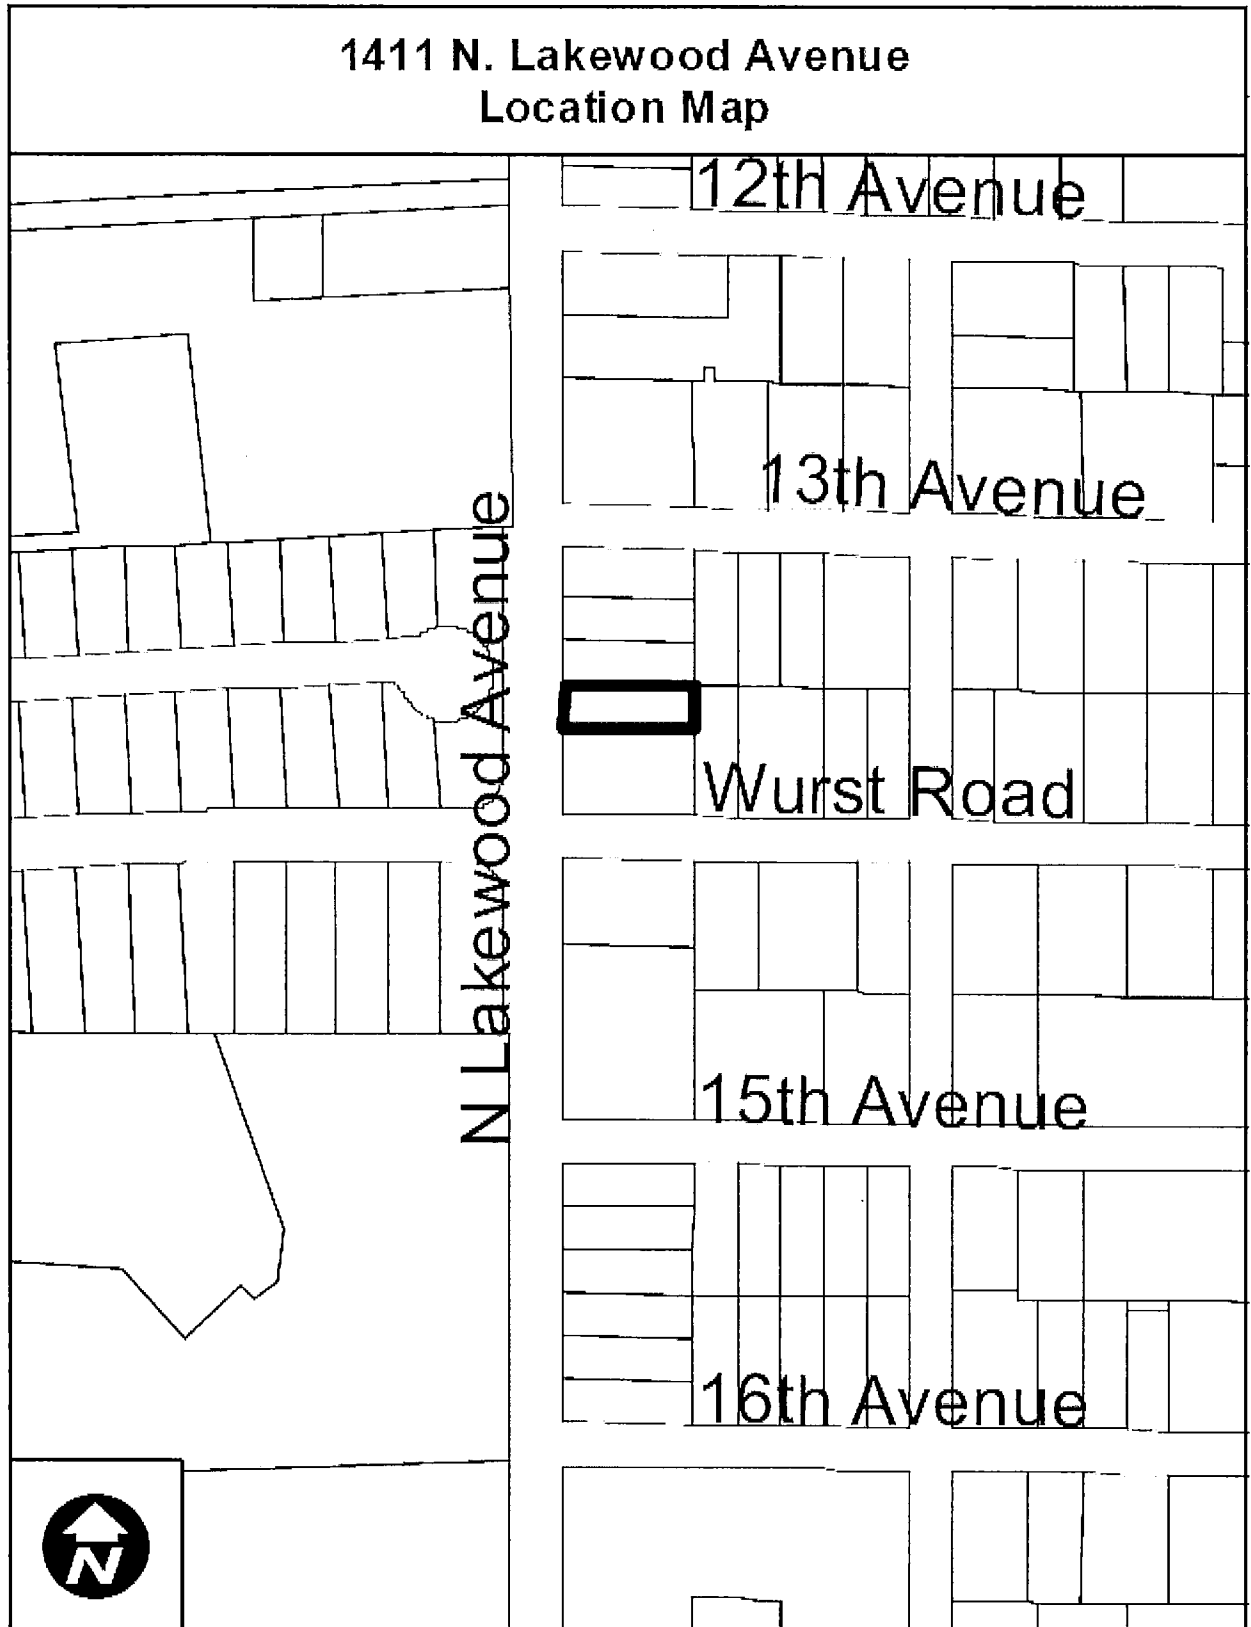 1411 N. Lakewood Avenue
Location Map
12th Avenue
13th Avenue
N Lakewood Avenue
Wurst Road
15th Avenue
16th Avenue
N